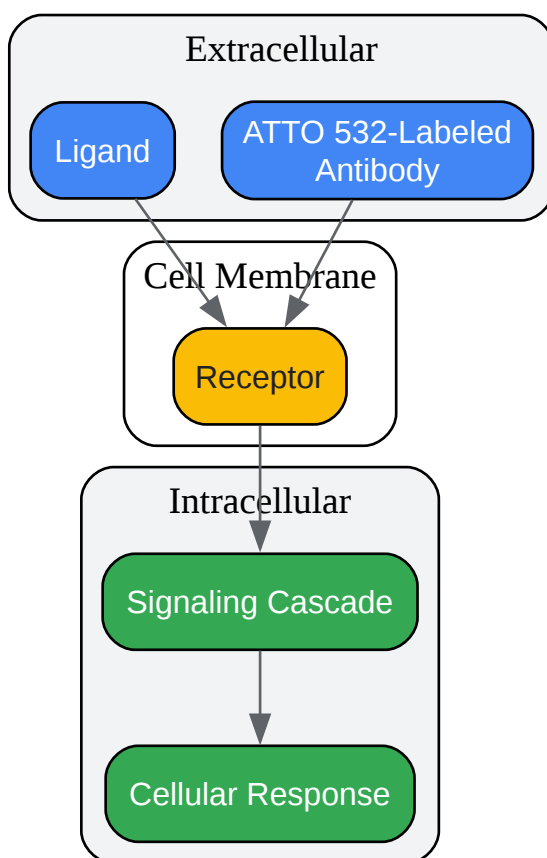 Extracellular
Ligand
ATTO 532-Labeled
Antibody
Cell Membrane
Receptor
Intracellular
Signaling Cascade
Cellular Response